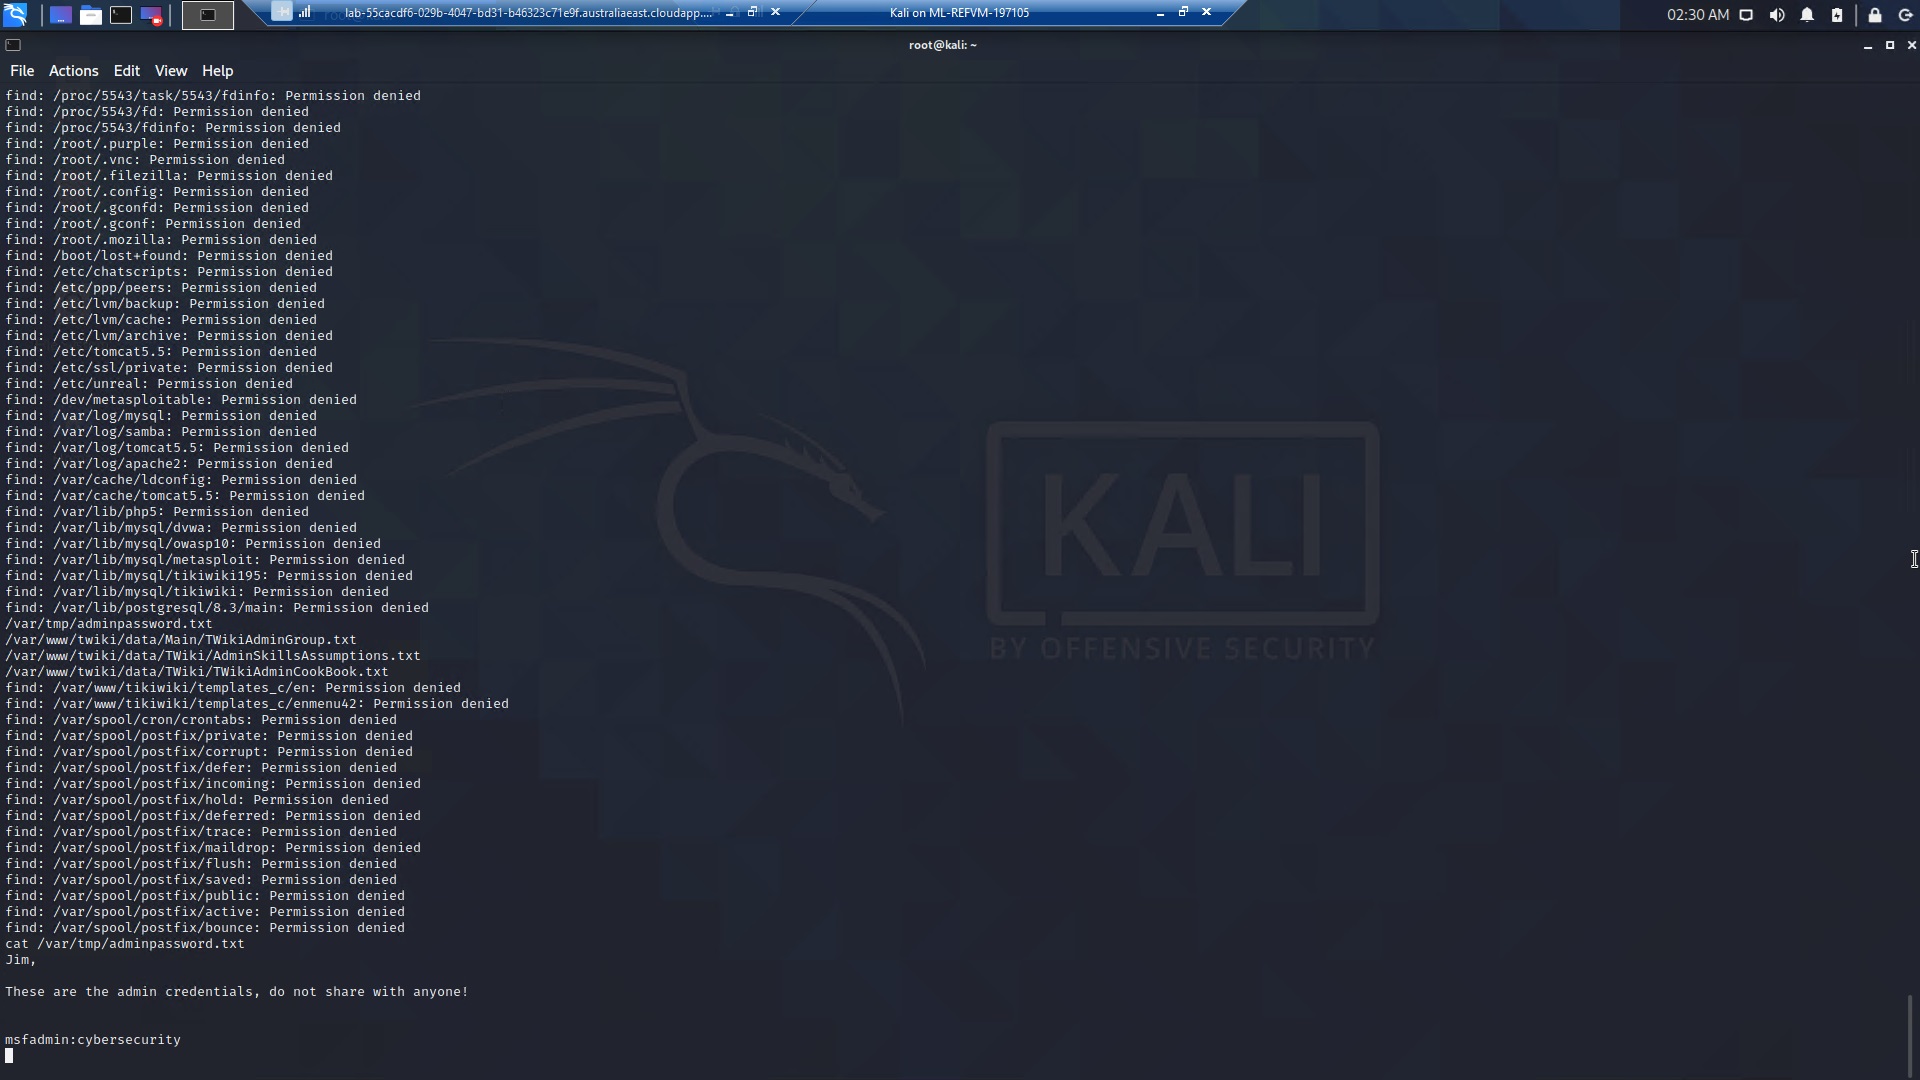 lab-55cacdf6-029b-4047-bd31-b46323c71e9f.australiaeast.cloudapp....
Kali on ML-REFVM-197105
02:30 AM
root@kali: ~
File Actions Edit View Help
find: /proc/5543/task/5543/fdinfo: Permission denied
find: /proc/5543/fd: Permission denied
find: /proc/5543/fdinfo: Permission denied
find: /root/.purple: Permission denied
find: /root/.vnc: Permission denied
find: /root/.filezilla: Permission denied
find: /root/.config: Permission denied
find: /root/.gconfd: Permission denied
find: /root/.gconf: Permission denied
find: /root/.mozilla: Permission denied
find: /boot/lost+found: Permission denied
find: /etc/chatscripts: Permission denied
find: /etc/ppp/peers: Permission denied
find: /etc/lvm/backup: Permission denied
find: /etc/lvm/cache: Permission denied
find: /etc/lvm/archive: Permission denied
find: /etc/tomcat5.5: Permission denied
find: /etc/ssl/private: Permission denied
find: /etc/unreal: Permission denied
find: /dev/metasploitable: Permission denied
find: /var/log/mysql: Permission denied
find: /var/log/samba: Permission denied
find: /var/log/tomcat5.5: Permission denied
find: /var/log/apache2: Permission denied
find: /var/cache/ldconfig: Permission denied
find: /var/cache/tomcat5.5: Permission denied
find: /var/lib/php5: Permission denied
find: /var/lib/mysql/dvwa: Permission denied
find: /var/lib/mysql/owasp10: Permission denied
find: /var/lib/mysql/metasploit: Permission denied
find: /var/lib/mysql/tikiwiki195: Permission denied
find: /var/lib/mysql/tikiwiki: Permission denied
find: /var/lib/postgresql/8.3/main: Permission denied
/var/tmp/adminpassword.txt
/var/www/twiki/data/Main/TWikiAdminGroup.txt
/var/www/twiki/data/TWiki/AdminSkillsAssumptions.txt
/var/www/twiki/data/TWiki/TWikiAdminCookBook.txt
find: /var/www/tikiwiki/templates_c/en: Permission denied
find: /var/www/tikiwiki/templates_c/enmenu42: Permission denied
find: /var/spool/cron/crontabs: Permission denied
find: /var/spool/postfix/private: Permission denied
find: /var/spool/postfix/corrupt: Permission denied
find: /var/spool/postfix/defer: Permission denied
find: /var/spool/postfix/incoming: Permission denied
find: /var/spool/postfix/hold: Permission denied
find: /var/spool/postfix/deferred: Permission denied
find: /var/spool/postfix/trace: Permission denied
find: /var/spool/postfix/maildrop: Permission denied
find: /var/spool/postfix/flush: Permission denied
find: /var/spool/postfix/saved: Permission denied
find: /var/spool/postfix/public: Permission denied
find: /var/spool/postfix/active: Permission denied
find: /var/spool/postfix/bounce: Permission denied
cat /var/tmp/adminpassword.txt
Jim,
These are the admin credentials, do not share with anyone!
msfadmin:cybersecurity
KALI
BY OFFENSIVE SECURITY